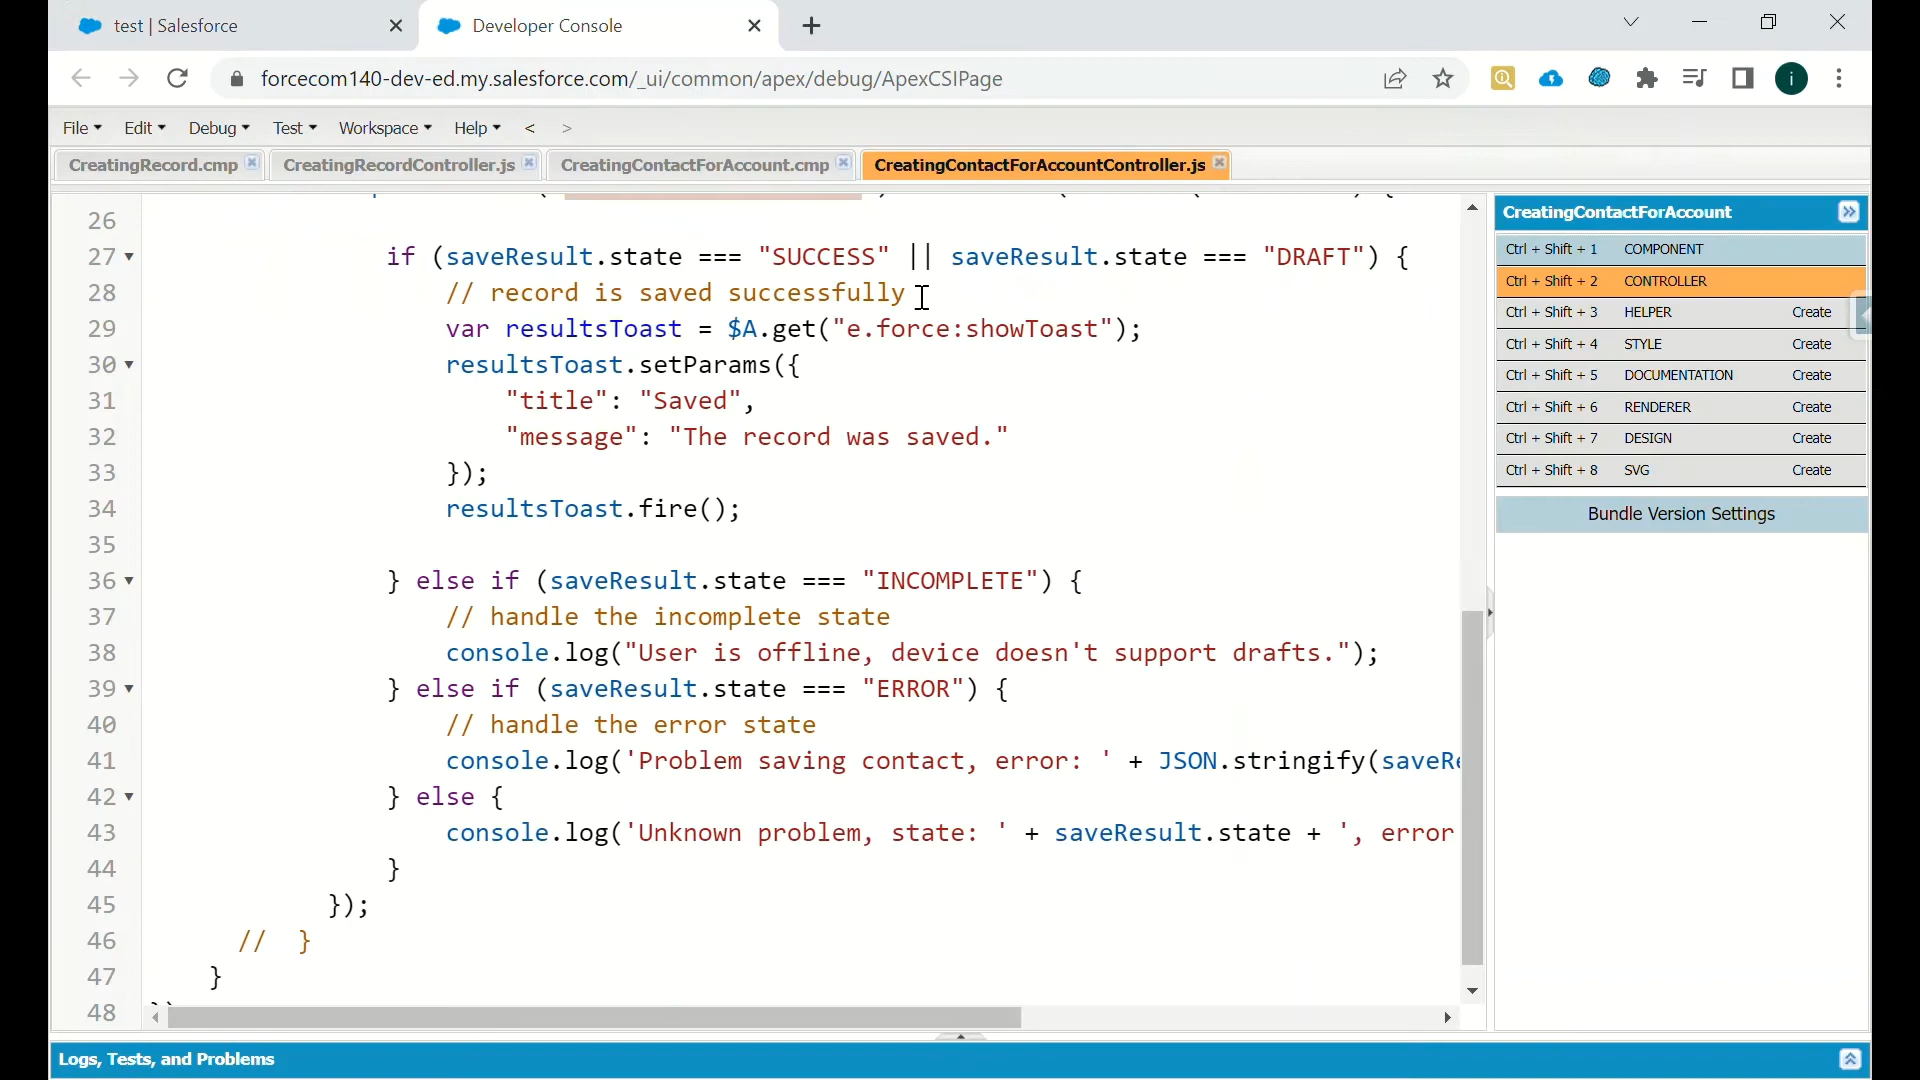 test | Salesforce
Developer Console
forcecom140-dev-ed.my.salesforce.com/_ui/common/apex/debug/ApexCSIPage
i
File Edit Debug Test Workspace Help < >
CreatingRecord.cmp CreatingRecordController.js CreatingContactForAccount.cmp CreatingContactForAccountController.js
26
27 if (saveResult.state === "SUCCESS" || saveResult.state === "DRAFT") {
28 // record is saved successfully
29 var resultsToast = $A.get("e.force:showToast");
30 resultsToast.setParams({
31 "title": "Saved",
32 "message": "The record was saved."
33 });
34 resultsToast.fire();
35
36 } else if (saveResult.state === "INCOMPLETE") {
37 // handle the incomplete state
38 console.log("User is offline, device doesn't support drafts.");
39 } else if (saveResult.state === "ERROR") {
40 // handle the error state
41 console.log('Problem saving contact, error: ' + JSON.stringify(saveRe
42 } else {
43 console.log('Unknown problem, state: ' + saveResult.state + ', error
44 }
45 });
46 // }
47 }
48
CreatingContactForAccount
Ctrl + Shift + 1 COMPONENT
Ctrl + Shift + 2 CONTROLLER
Ctrl + Shift + 3 HELPER Create
Ctrl + Shift + 4 STYLE Create
Ctrl + Shift + 5 DOCUMENTATION Create
Ctrl + Shift + 6 RENDERER Create
Ctrl + Shift + 7 DESIGN Create
Ctrl + Shift + 8 SVG Create
Bundle Version Settings
Logs, Tests, and Problems